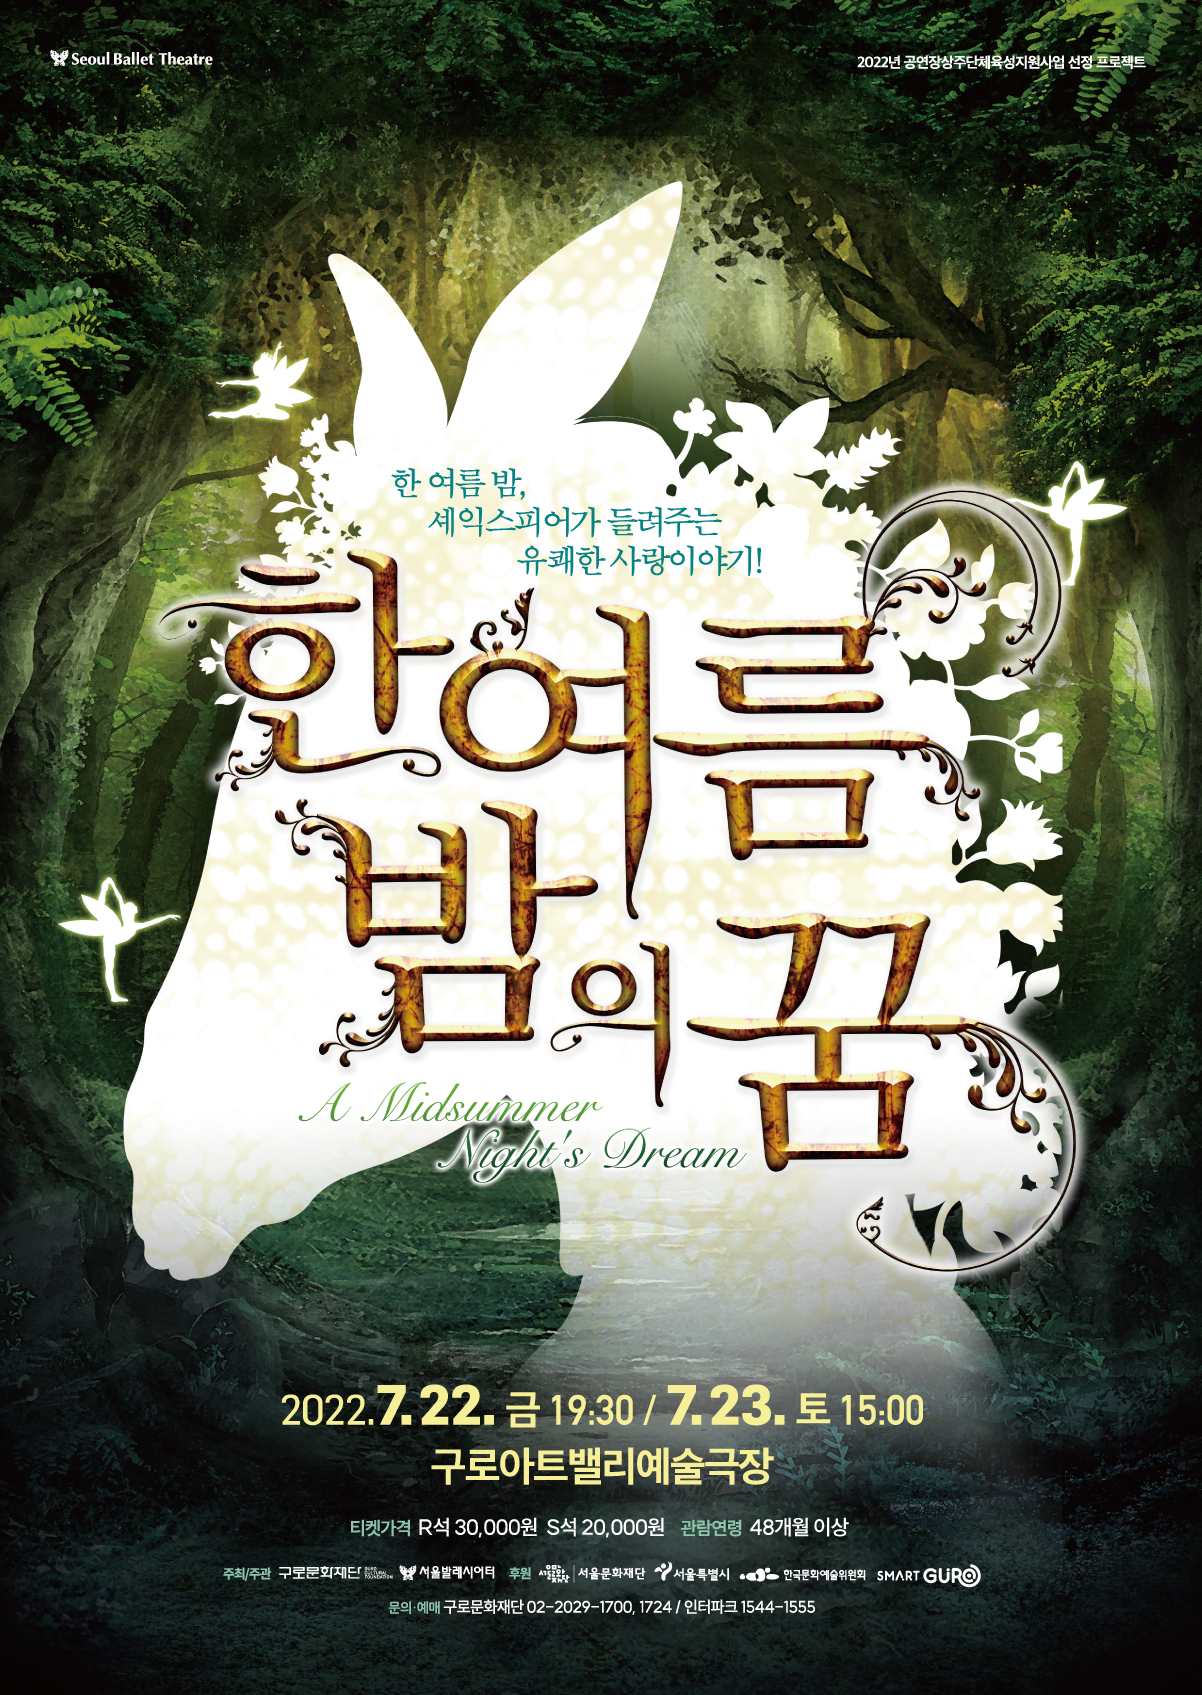 Seoul Ballet Theatre
2022년 공연장상주단체육성지원사업 선정 프로젝트
한 여름 밤,
셰익스피어가 들려주는
유쾌한 사랑이야기!
한여름
밤의 꿈
A Midsummer
Night's Dream
2022.7.22. 금 19:30 / 7.23. 토 15:00
구로아트밸리예술극장
티켓가격 R석 30,000원 S석 20,000원 관람연령 48개월 이상
주최/주관 구로문화재단 GURO CULTURAL FOUNDATION 서울발레시어터 후원 서울문화재단 서울특별시 한국문화예술위원회 SMART GURO
문의·예매 구로문화재단 02-2029-1700, 1724 / 인터파크 1544-1555